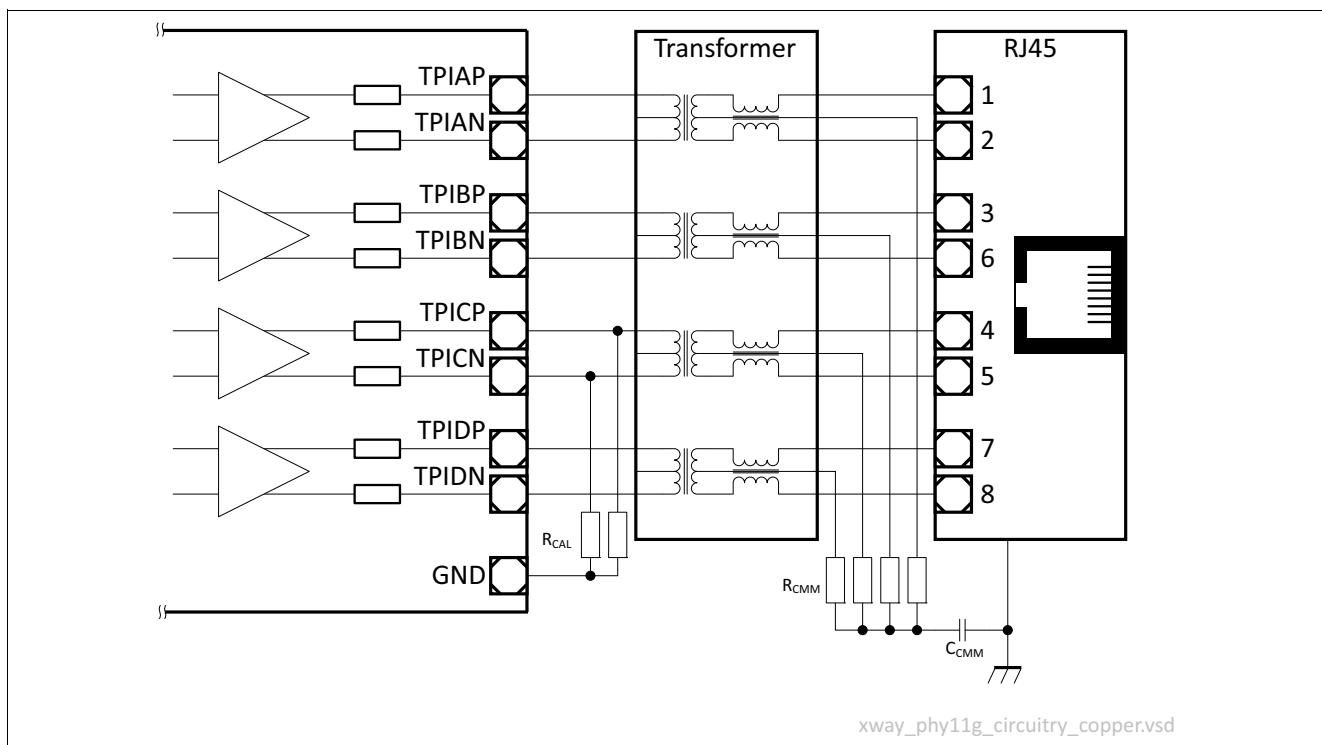 Transformer
RJ45
TPIAP
TPIAN
TPIBP
TPIBN
TPICP
TPICN
TPIDP
TPIDN
GND
1
2
3
6
4
5
7
8
RCAL
RCMM
CCMM
xway_phy11g_circuitry_copper.vsd